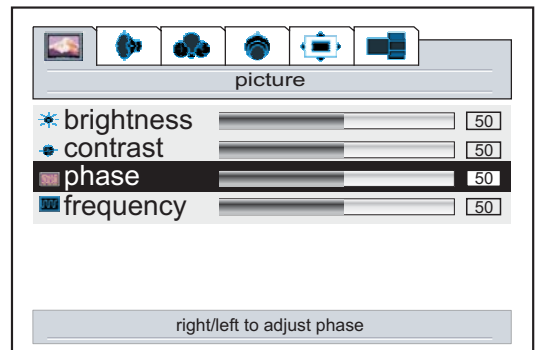 picture
brightness 50
contrast 50
phase 50
frequency 50
right/left to adjust phase